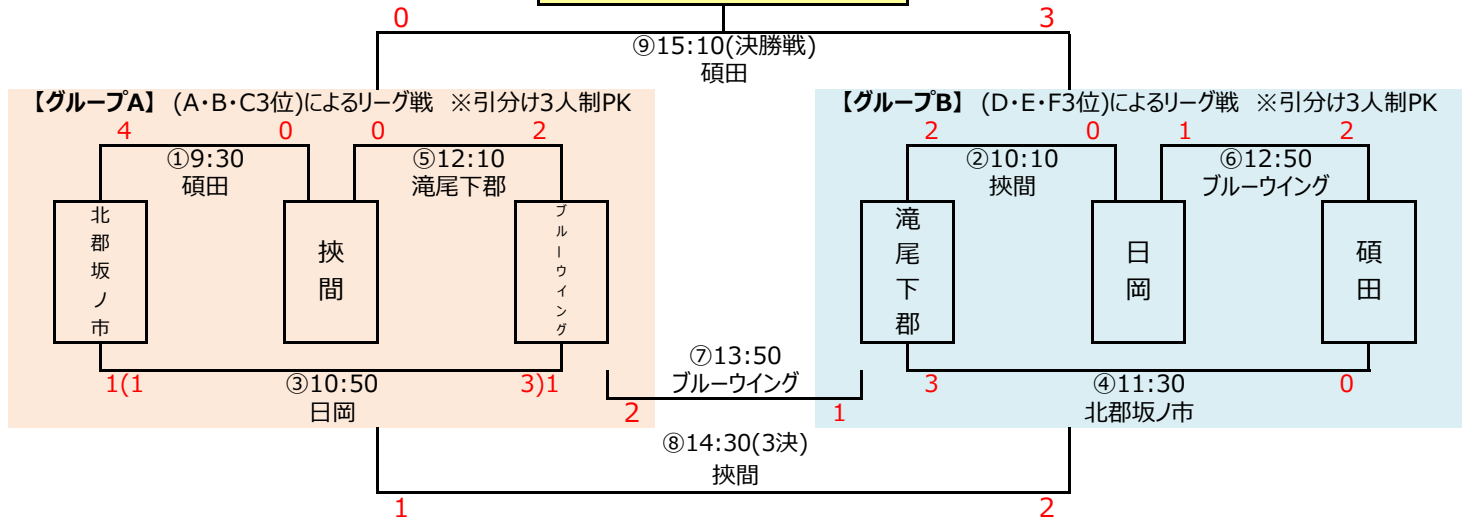 0
3
⑨15:10(決勝戦)
碩田
【グループA】 (A・B・C3位)によるリーグ戦 ※引分け3人制PK
4
0
0
2
①9:30
碩田
⑤12:10
滝尾下郡
北郡坂ノ市
挾間
ブルーウイング
1(1
③10:50
3)1
日岡
【グループB】 (D・E・F3位)によるリーグ戦 ※引分け3人制PK
2
0
1
2
②10:10
挾間
⑥12:50
ブルーウイング
滝尾下郡
日岡
碩田
3
④11:30
0
北郡坂ノ市
⑦13:50
ブルーウイング
2
1
⑧14:30(3決)
挾間
1
2